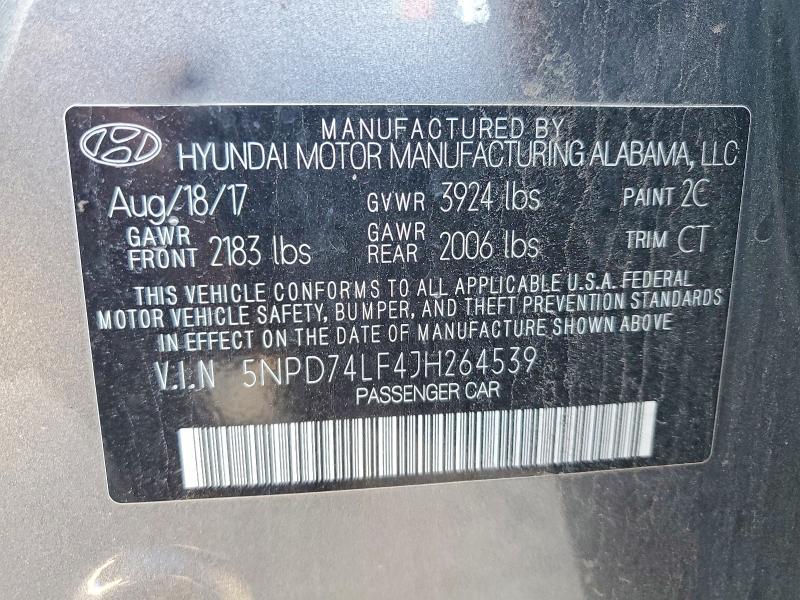 MANUFACTURED BY
HYUNDAI MOTOR MANUFACTURING ALABAMA, LLC
Aug/18/17 GVWR 3924 lbs PAINT 2C
GAWR FRONT 2183 lbs GAWR REAR 2006 lbs TRIM CT
THIS VEHICLE CONFORMS TO ALL APPLICABLE U.S.A. FEDERAL
MOTOR VEHICLE SAFETY, BUMPER, AND THEFT PREVENTION STANDARDS
IN EFFECT ON THE DATE OF MANUFACTURE SHOWN ABOVE
V.I.N 5NPD74LF4JH264539
PASSENGER CAR